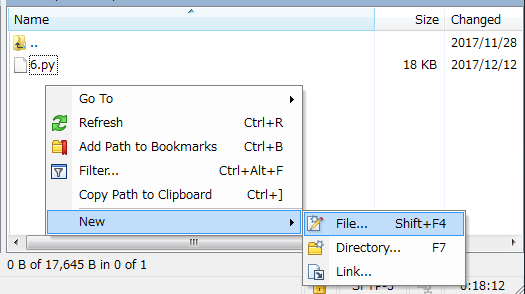 Name Size Changed
.. 2017/11/28
6.py 18 KB 2017/12/12
Go To
Refresh Ctrl+R
Add Path to Bookmarks Ctrl+B
Filter... Ctrl+Alt+F
Copy Path to Clipboard Ctrl+]
New
File... Shift+F4
Directory... F7
Link...
0 B of 17,645 B in 0 of 1
0:18:12